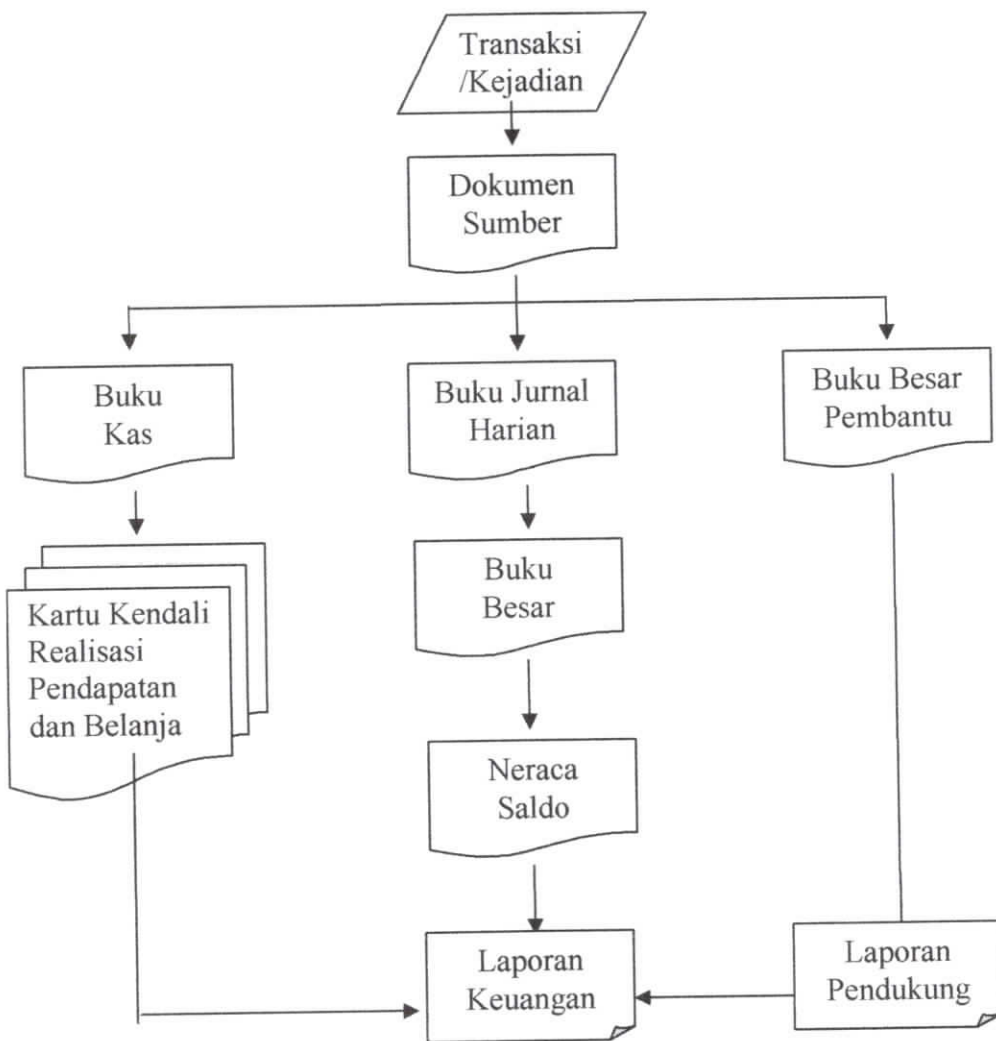 Transaksi
/Kejadian
Dokumen
Sumber
Buku
Kas
Buku Jurnal
Harian
Buku Besar
Pembantu
Kartu Kendali
Realisasi
Pendapatan
dan Belanja
Buku
Besar
Neraca
Saldo
Laporan
Keuangan
Laporan
Pendukung